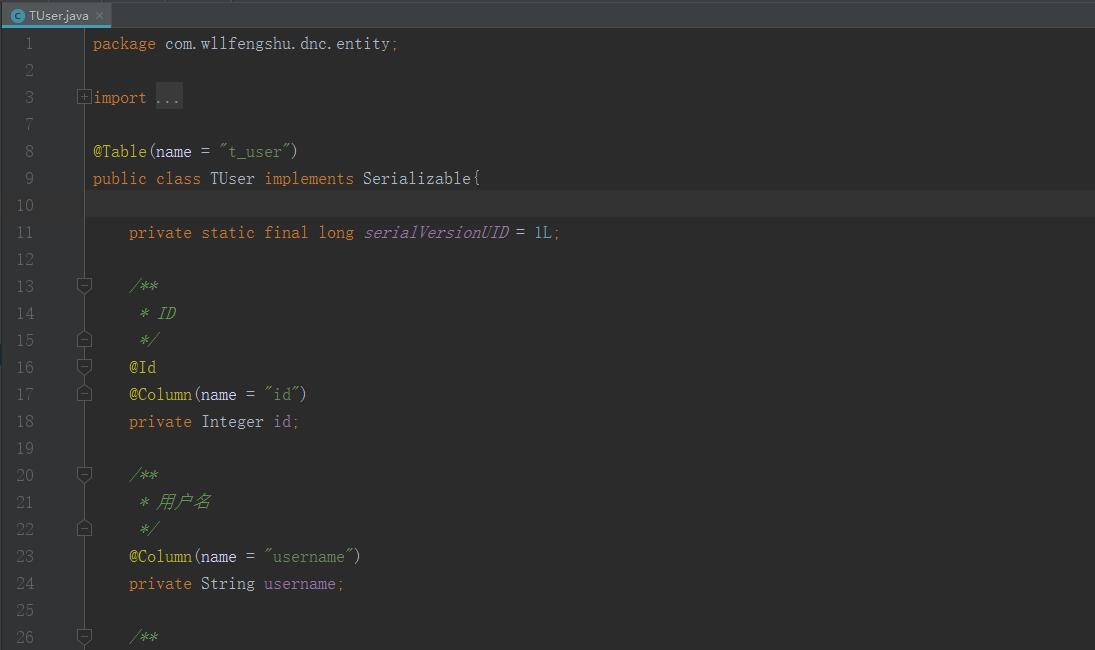 TUser.java
1 package com.wllfengshu.dnc.entity;
2
3 import ...
7
8 @Table(name = "t_user")
9 public class TUser implements Serializable{
10
11 private static final long serialVersionUID = 1L;
12
13 /**
14 * ID
15 */
16 @Id
17 @Column(name = "id")
18 private Integer id;
19
20 /**
21 * 用户名
22 */
23 @Column(name = "username")
24 private String username;
25
26 /**